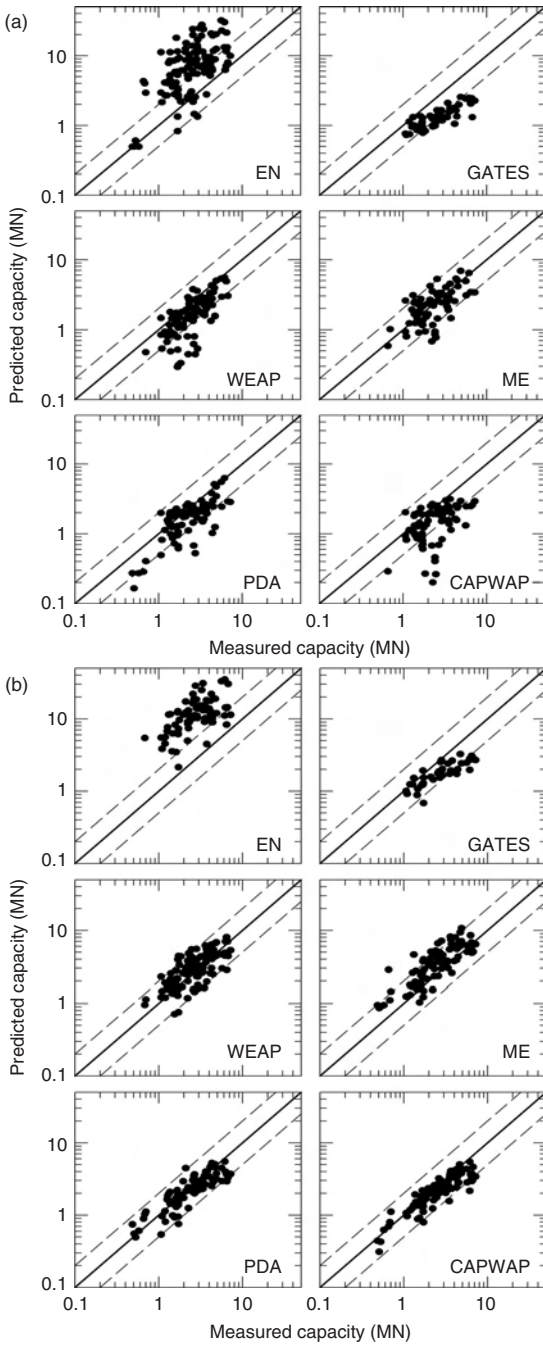 (a)
10
1
0.1
EN
GATES
Predicted capacity (MN)
10
1
0.1
WEAP
ME
10
1
0.1
PDA
CAPWAP
0.1 1 10 0.1 1 10
Measured capacity (MN)
(b)
10
1
0.1
EN
GATES
Predicted capacity (MN)
10
1
0.1
WEAP
ME
10
1
0.1
PDA
CAPWAP
0.1 1 10 0.1 1 10
Measured capacity (MN)